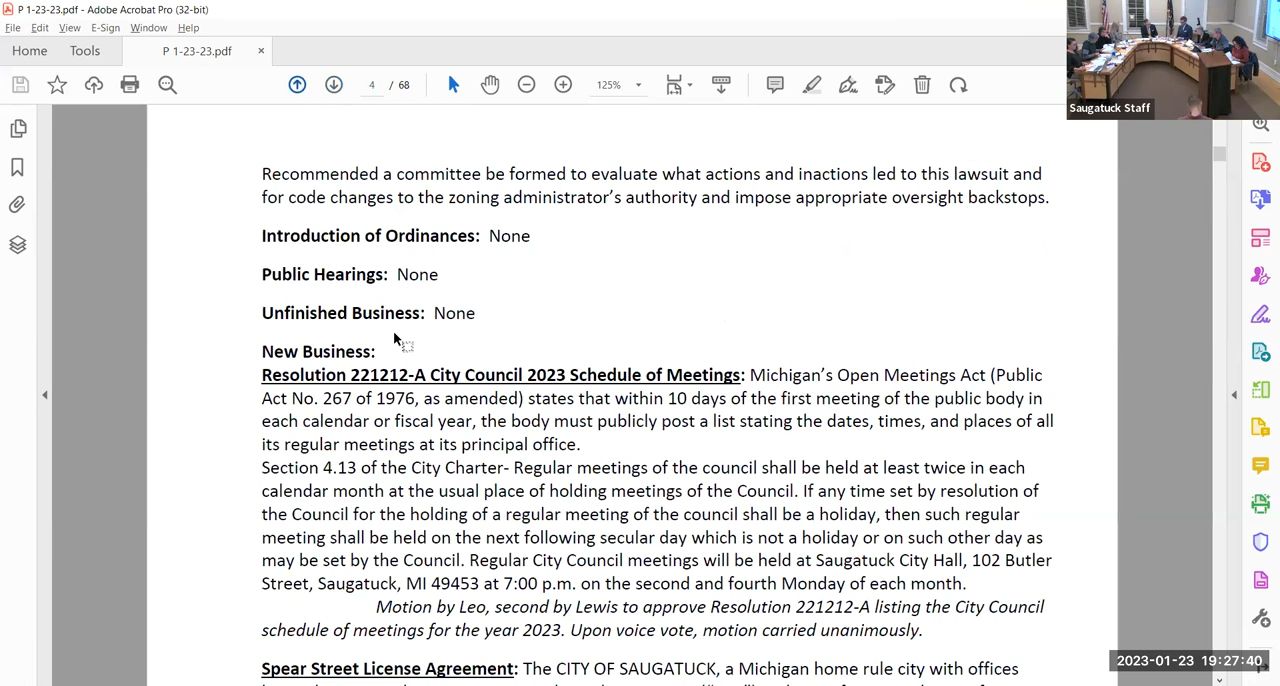 P 1-23-23.pdf - Adobe Acrobat Pro (32-bit)
File Edit View E-Sign Window Help
Home Tools P 1-23-23.pdf ×
4 / 68 125%
Saugatuck Staff
Recommended a committee be formed to evaluate what actions and inactions led to this lawsuit and
for code changes to the zoning administrator's authority and impose appropriate oversight backstops.
Introduction of Ordinances: None
Public Hearings: None
Unfinished Business: None
New Business:
Resolution 221212-A City Council 2023 Schedule of Meetings: Michigan's Open Meetings Act (Public
Act No. 267 of 1976, as amended) states that within 10 days of the first meeting of the public body in
each calendar or fiscal year, the body must publicly post a list stating the dates, times, and places of all
its regular meetings at its principal office.
Section 4.13 of the City Charter- Regular meetings of the council shall be held at least twice in each
calendar month at the usual place of holding meetings of the Council. If any time set by resolution of
the Council for the holding of a regular meeting of the council shall be a holiday, then such regular
meeting shall be held on the next following secular day which is not a holiday or on such other day as
may be set by the Council. Regular City Council meetings will be held at Saugatuck City Hall, 102 Butler
Street, Saugatuck, MI 49453 at 7:00 p.m. on the second and fourth Monday of each month.
Motion by Leo, second by Lewis to approve Resolution 221212-A listing the City Council
schedule of meetings for the year 2023. Upon voice vote, motion carried unanimously.
Spear Street License Agreement: The CITY OF SAUGATUCK, a Michigan home rule city with offices
2023-01-23 19:27:40